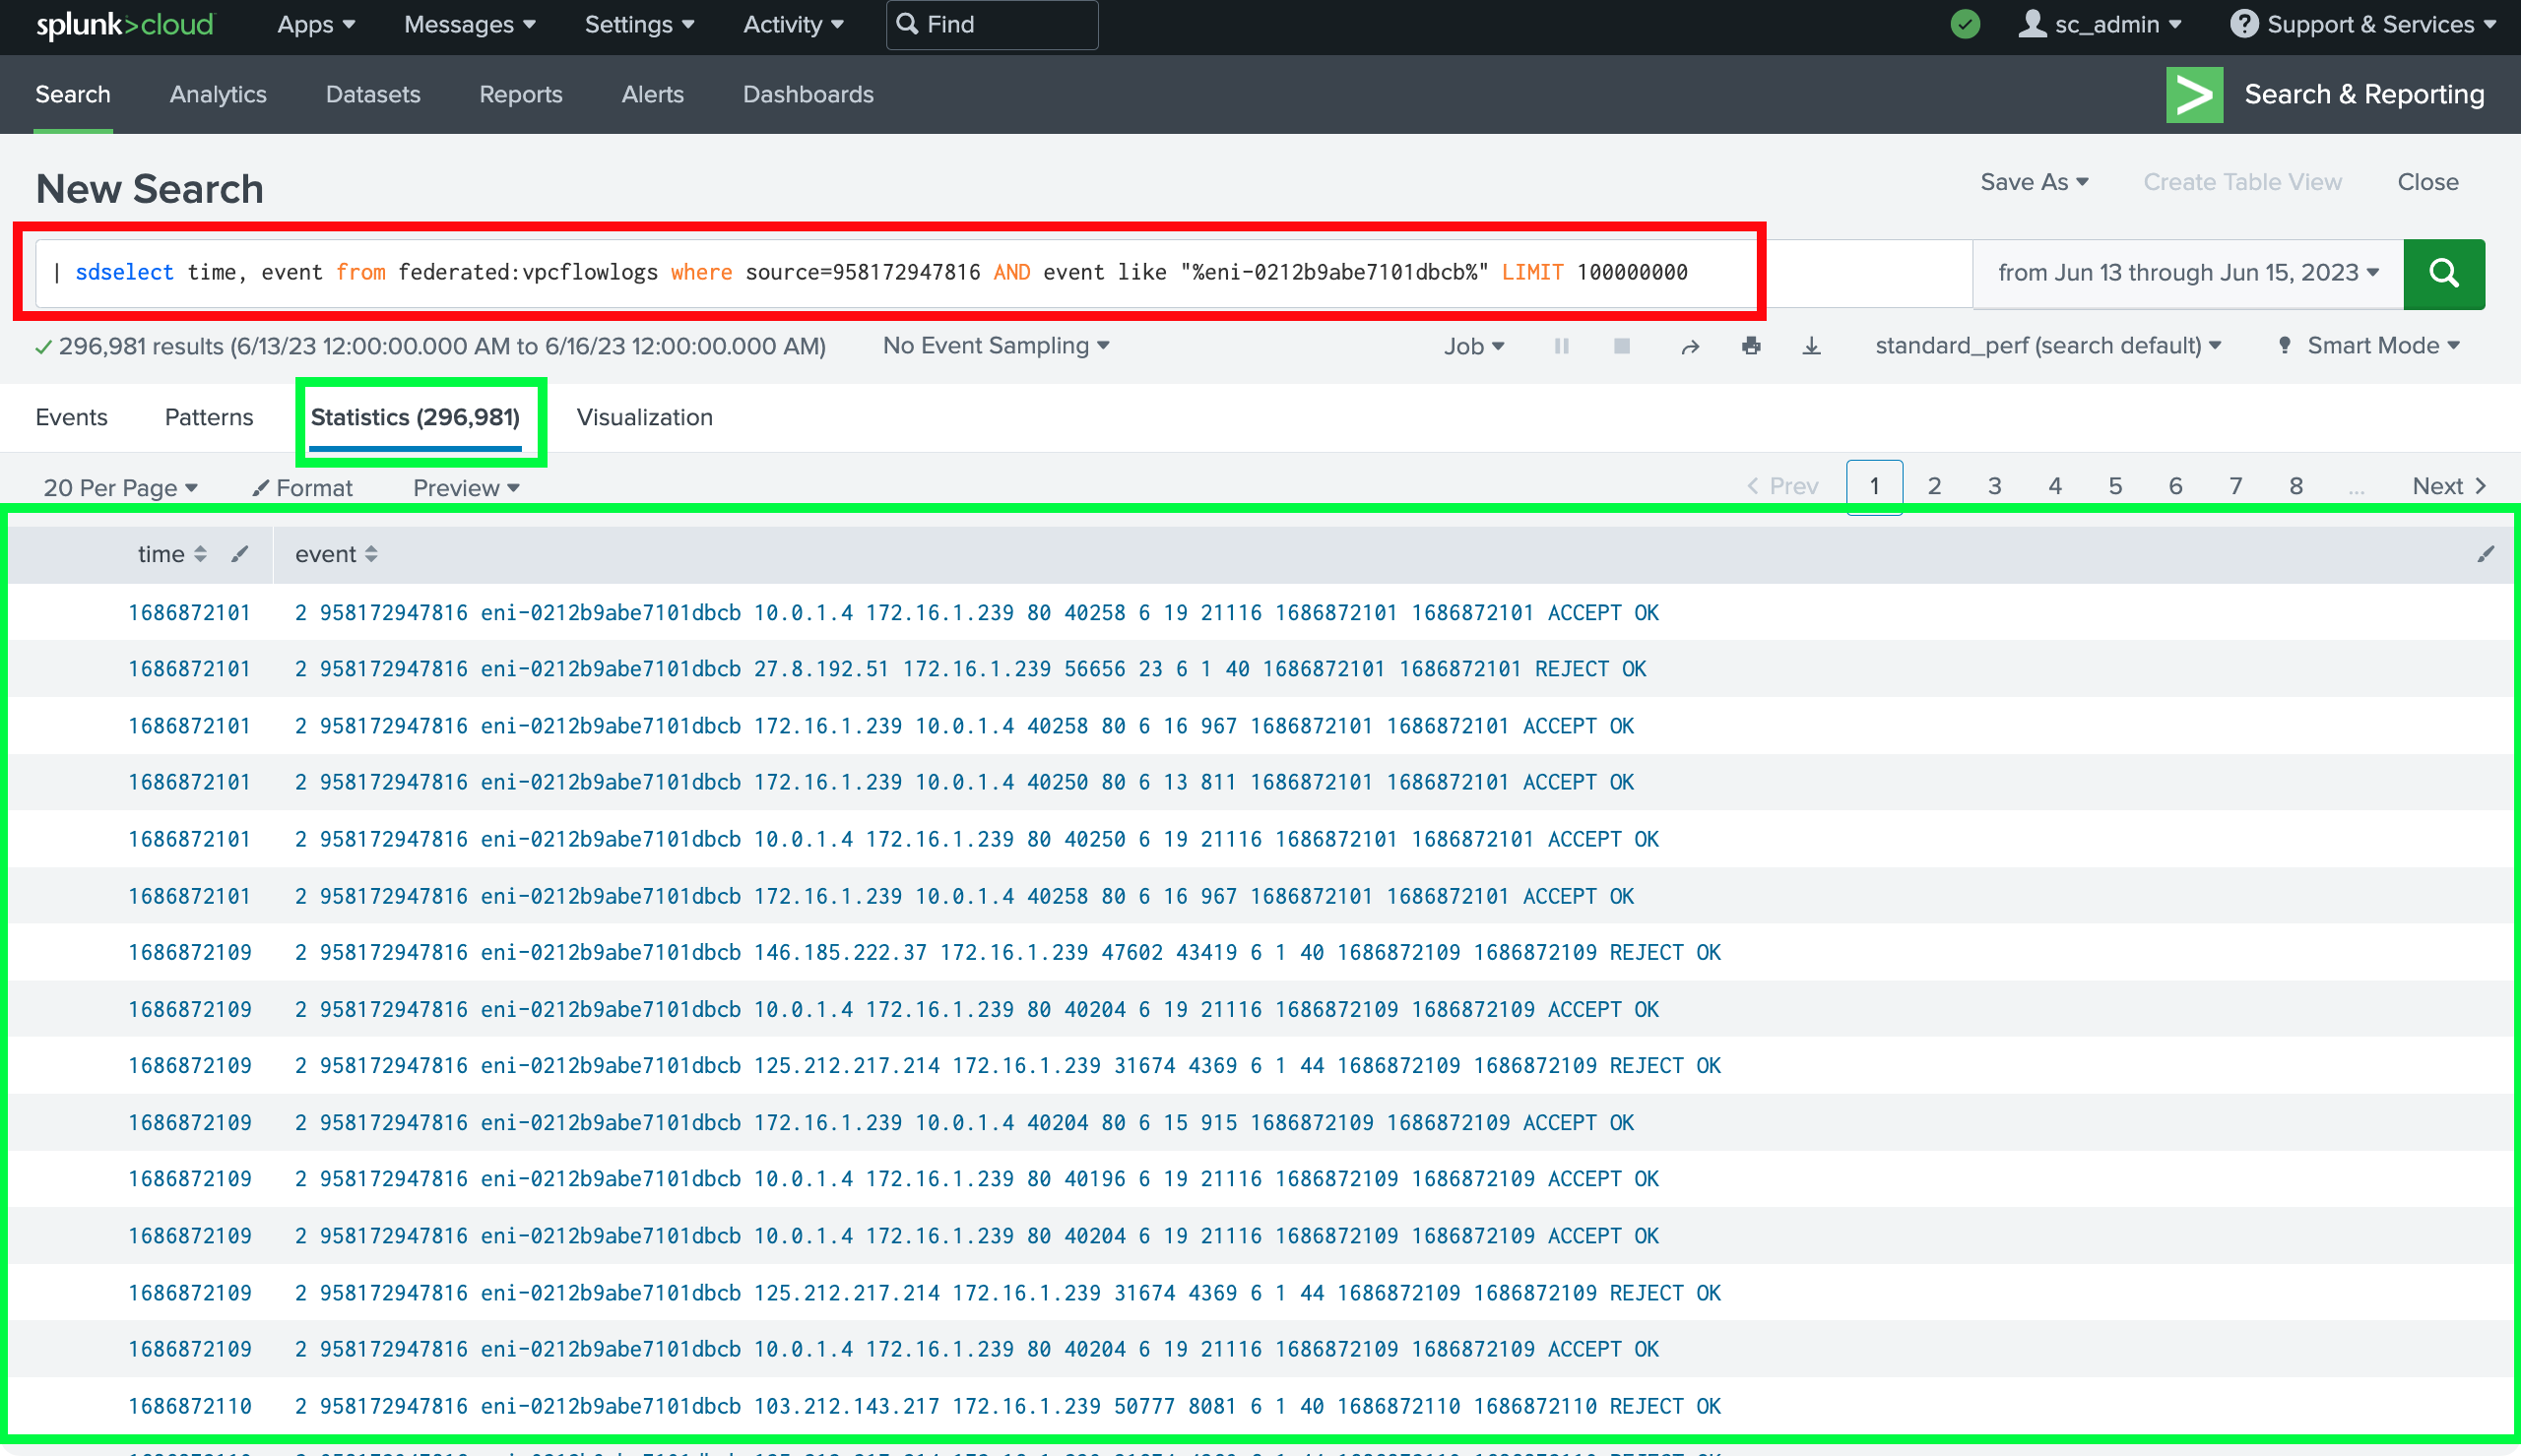 splunk>cloud Apps Messages Settings Activity Find sc_admin Support & Services
Search Analytics Datasets Reports Alerts Dashboards Search & Reporting
New Search Save As Create Table View Close
| sdselect time, event from federated:vpcflowlogs where source=958172947816 AND event like "%eni-0212b9abe7101dbcb%" LIMIT 100000000 from Jun 13 through Jun 15, 2023
296,981 results (6/13/23 12:00:00.000 AM to 6/16/23 12:00:00.000 AM) No Event Sampling Job standard_perf (search default) Smart Mode
Events Patterns Statistics (296,981) Visualization
20 Per Page Format Preview < Prev 1 2 3 4 5 6 7 8 ... Next >
time event
1686872101 2 958172947816 eni-0212b9abe7101dbcb 10.0.1.4 172.16.1.239 80 40258 6 19 21116 1686872101 1686872101 ACCEPT OK
1686872101 2 958172947816 eni-0212b9abe7101dbcb 27.8.192.51 172.16.1.239 56656 23 6 1 40 1686872101 1686872101 REJECT OK
1686872101 2 958172947816 eni-0212b9abe7101dbcb 172.16.1.239 10.0.1.4 40258 80 6 16 967 1686872101 1686872101 ACCEPT OK
1686872101 2 958172947816 eni-0212b9abe7101dbcb 172.16.1.239 10.0.1.4 40250 80 6 13 811 1686872101 1686872101 ACCEPT OK
1686872101 2 958172947816 eni-0212b9abe7101dbcb 10.0.1.4 172.16.1.239 80 40250 6 19 21116 1686872101 1686872101 ACCEPT OK
1686872101 2 958172947816 eni-0212b9abe7101dbcb 172.16.1.239 10.0.1.4 40258 80 6 16 967 1686872101 1686872101 ACCEPT OK
1686872109 2 958172947816 eni-0212b9abe7101dbcb 146.185.222.37 172.16.1.239 47602 43419 6 1 40 1686872109 1686872109 REJECT OK
1686872109 2 958172947816 eni-0212b9abe7101dbcb 10.0.1.4 172.16.1.239 80 40204 6 19 21116 1686872109 1686872109 ACCEPT OK
1686872109 2 958172947816 eni-0212b9abe7101dbcb 125.212.217.214 172.16.1.239 31674 4369 6 1 44 1686872109 1686872109 REJECT OK
1686872109 2 958172947816 eni-0212b9abe7101dbcb 172.16.1.239 10.0.1.4 40204 80 6 15 915 1686872109 1686872109 ACCEPT OK
1686872109 2 958172947816 eni-0212b9abe7101dbcb 10.0.1.4 172.16.1.239 80 40196 6 19 21116 1686872109 1686872109 ACCEPT OK
1686872109 2 958172947816 eni-0212b9abe7101dbcb 10.0.1.4 172.16.1.239 80 40204 6 19 21116 1686872109 1686872109 ACCEPT OK
1686872109 2 958172947816 eni-0212b9abe7101dbcb 125.212.217.214 172.16.1.239 31674 4369 6 1 44 1686872109 1686872109 REJECT OK
1686872109 2 958172947816 eni-0212b9abe7101dbcb 10.0.1.4 172.16.1.239 80 40204 6 19 21116 1686872109 1686872109 ACCEPT OK
1686872110 2 958172947816 eni-0212b9abe7101dbcb 103.212.143.217 172.16.1.239 50777 8081 6 1 40 1686872110 1686872110 REJECT OK